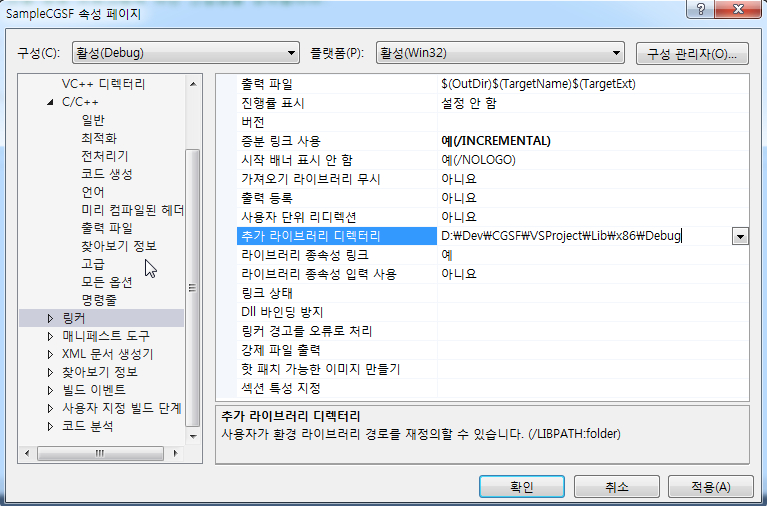 SampleCGSF 속성 페이지
구성(C): 활성(Debug) 플랫폼(P): 활성(Win32) 구성 관리자(O)...
VC++ 디렉터리
C/C++
일반
최적화
전처리기
코드 생성
언어
미리 컴파일된 헤더
출력 파일
찾아보기 정보
고급
모든 옵션
명령줄
링커
매니페스트 도구
XML 문서 생성기
찾아보기 정보
빌드 이벤트
사용자 지정 빌드 단계
코드 분석
출력 파일 $(OutDir)$(TargetName)$(TargetExt)
진행률 표시 설정 안 함
버전
증분 링크 사용 예(/INCREMENTAL)
시작 배너 표시 안 함 예(/NOLOGO)
가져오기 라이브러리 무시 아니요
출력 등록 아니요
사용자 단위 리디렉션 아니요
추가 라이브러리 디렉터리 D:₩Dev₩CGSF₩VSProject₩Lib₩x86₩Debug
라이브러리 종속성 링크 예
라이브러리 종속성 입력 사용 아니요
링크 상태
Dll 바인딩 방지
링커 경고를 오류로 처리
강제 파일 출력
핫 패치 가능한 이미지 만들기
섹션 특성 지정
추가 라이브러리 디렉터리
사용자가 환경 라이브러리 경로를 재정의할 수 있습니다. (/LIBPATH:folder)
확인 취소 적용(A)